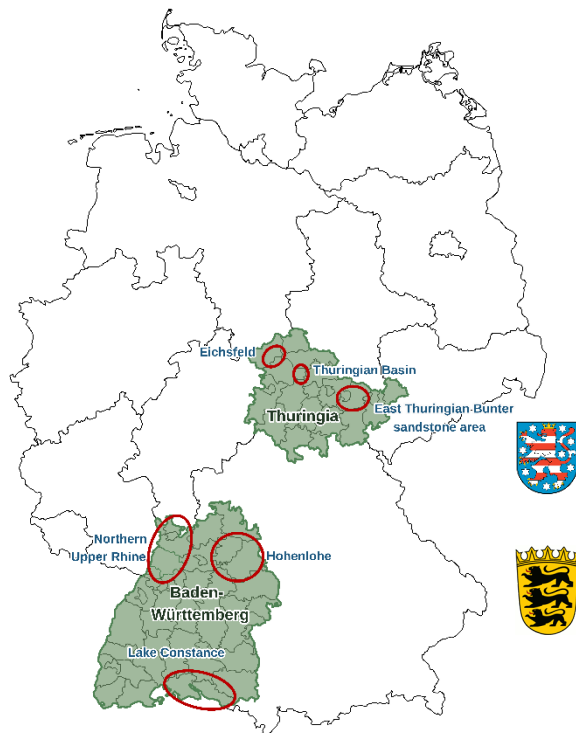 Eichsfeld
Thuringian Basin
Thuringia
East Thuringian-Bunter
sandstone area
Northern
Upper Rhine
Hohenlohe
Baden-
Württemberg
Lake Constance